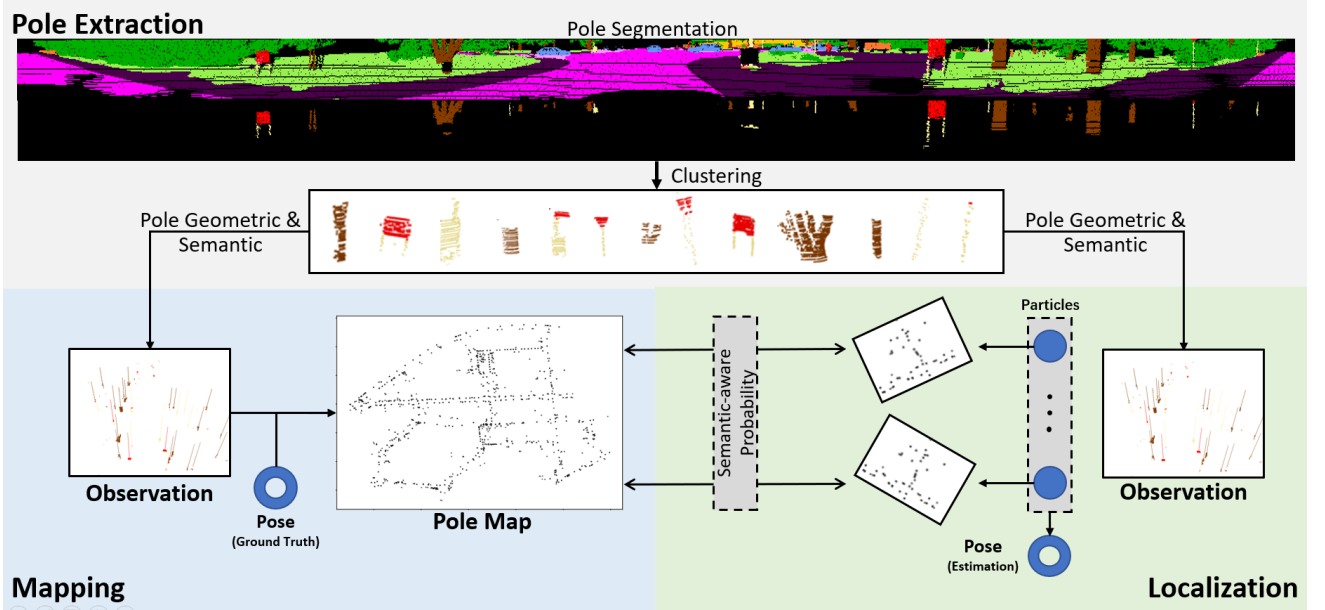 Pole Extraction
Pole Segmentation
Clustering
Pole Geometric &
Semantic
Pole Geometric &
Semantic
Observation
Pose
(Ground Truth)
Pole Map
Semantic-aware
Probability
Particles
Observation
Pose
(Estimation)
Mapping
Localization